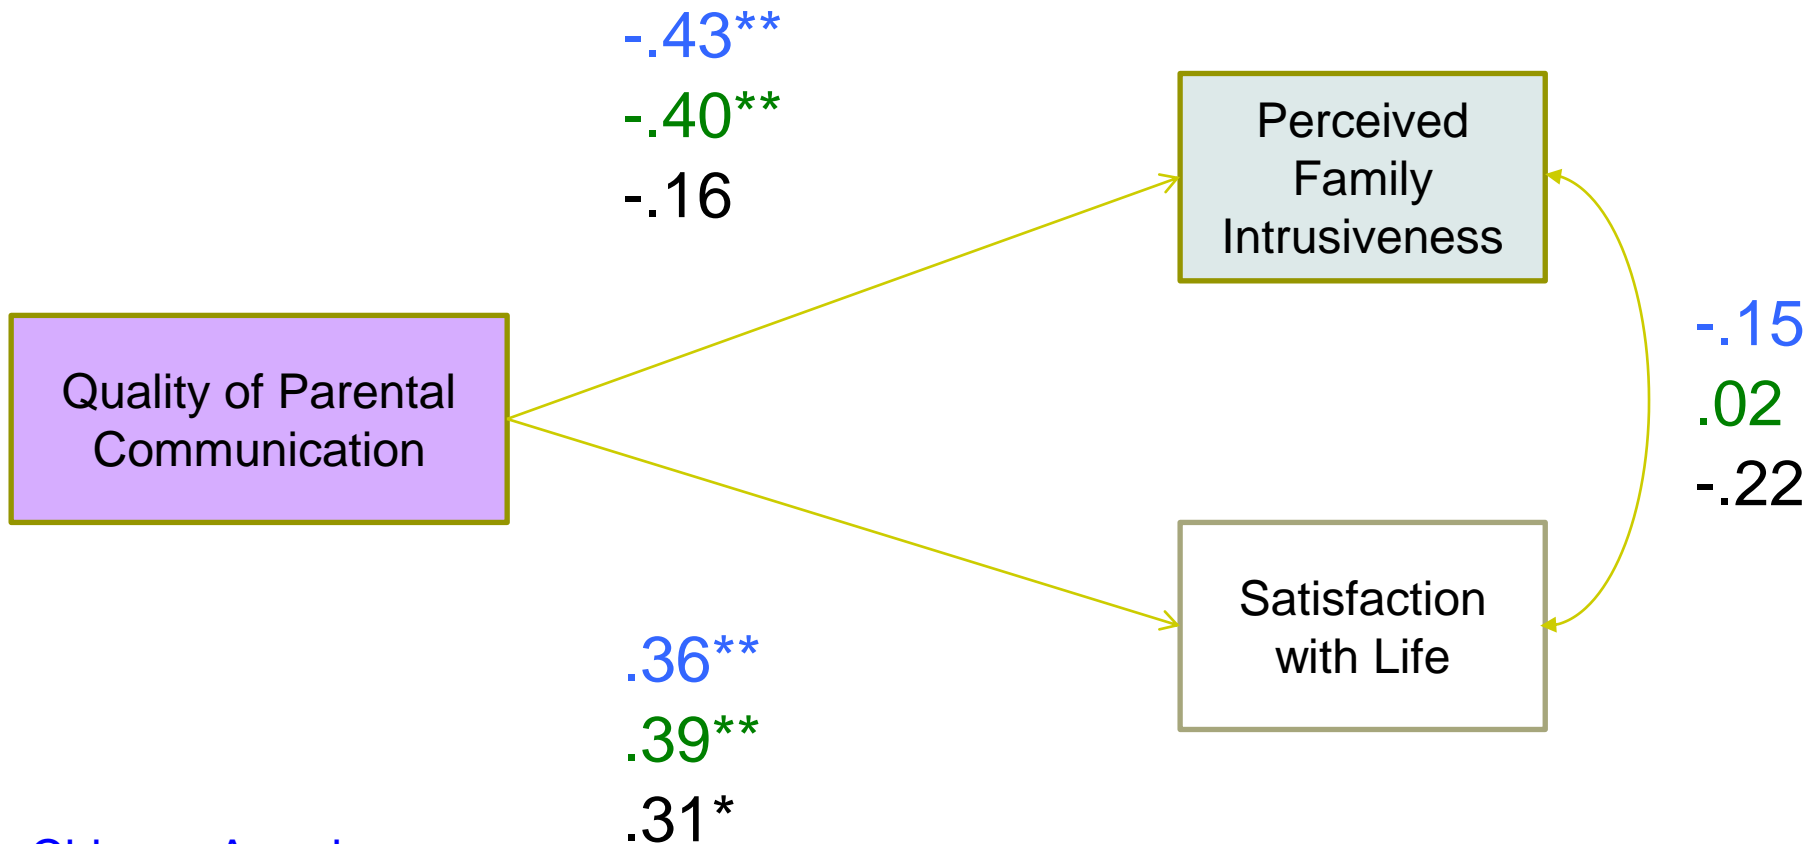 -.43**
-.40**
-.16
Perceived
Family
Intrusiveness
Quality of Parental
Communication
-.15
.02
-.22
Satisfaction
with Life
.36**
.39**
.31*